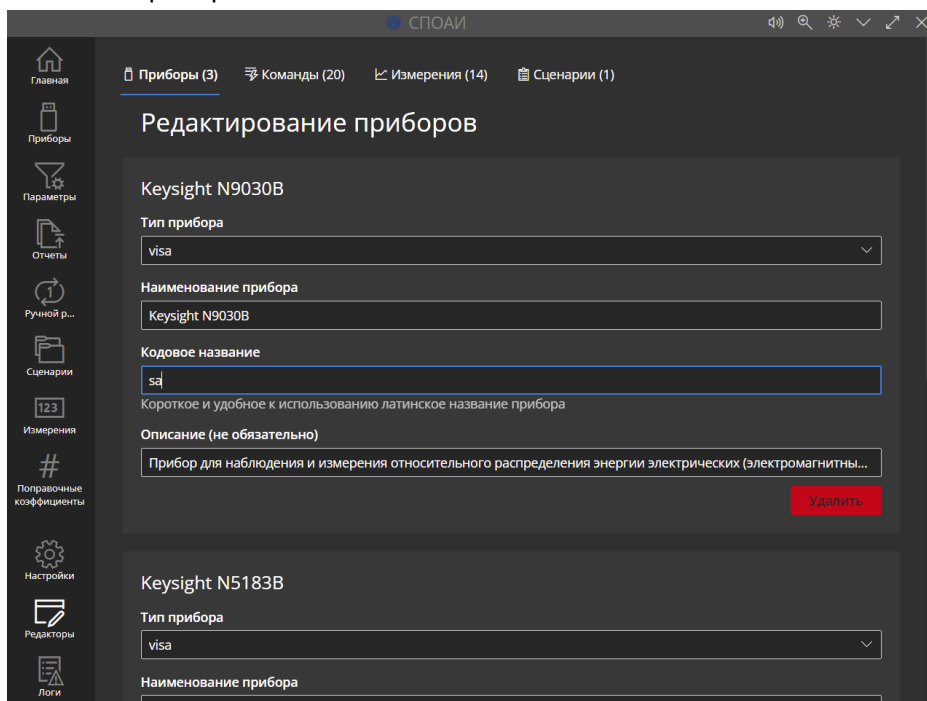 СПОАИ
Главная
Приборы
Параметры
Отчеты
Ручной р...
Сценарии
123
Измерения
#
Поправочные
коэффициенты
Настройки
Редакторы
Логи
Приборы (3) Команды (20) Измерения (14) Сценарии (1)
Редактирование приборов
Keysight N9030B
Тип прибора
visa
Наименование прибора
Keysight N9030B
Кодовое название
sa
Короткое и удобное к использованию латинское название прибора
Описание (не обязательно)
Прибор для наблюдения и измерения относительного распределения энергии электрических (электромагнитны...
Удалить
Keysight N5183B
Тип прибора
visa
Наименование прибора